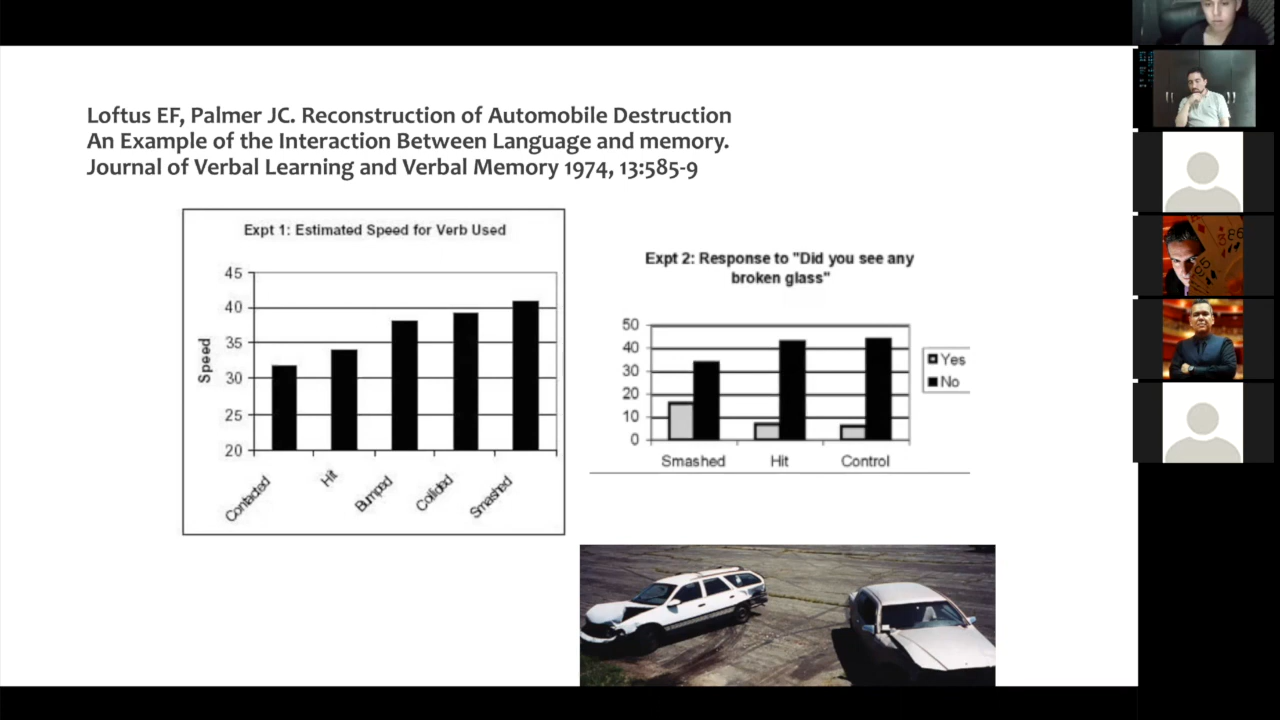 Loftus EF, Palmer JC. Reconstruction of Automobile Destruction
An Example of the Interaction Between Language and memory.
Journal of Verbal Learning and Verbal Memory 1974, 13:585-9
Expt 1: Estimated Speed for Verb Used
45
40
35
30
25
20
Speed
Contacted
Hit
Bumped
Collided
Smashed
Expt 2: Response to "Did you see any
broken glass"
50
40
30
20
10
0
Smashed Hit Control
Yes
No